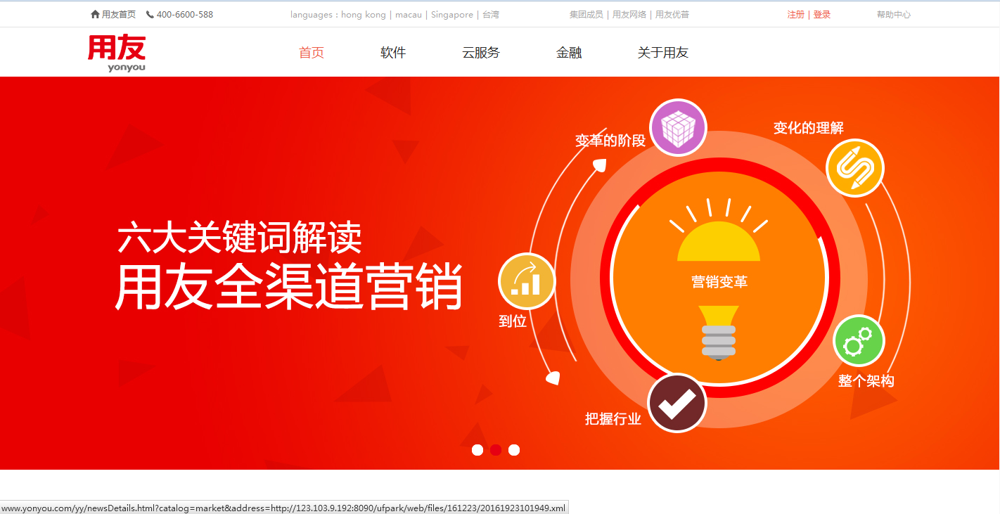 用友首页 400-6600-588 languages : hong kong | macau | Singapore | 台湾 集团成员 | 用友网络 | 用友优普 注册 | 登录 帮助中心
用友
yonyou
首页 软件 云服务 金融 关于用友
变革的阶段
变化的理解
六大关键词解读
用友全渠道营销
营销变革
到位
整个架构
把握行业
www.yonyou.com/yy/newsDetails.html?catalog=market&address=http://123.103.9.192:8090/ufpark/web/files/161223/20161923101949.xml